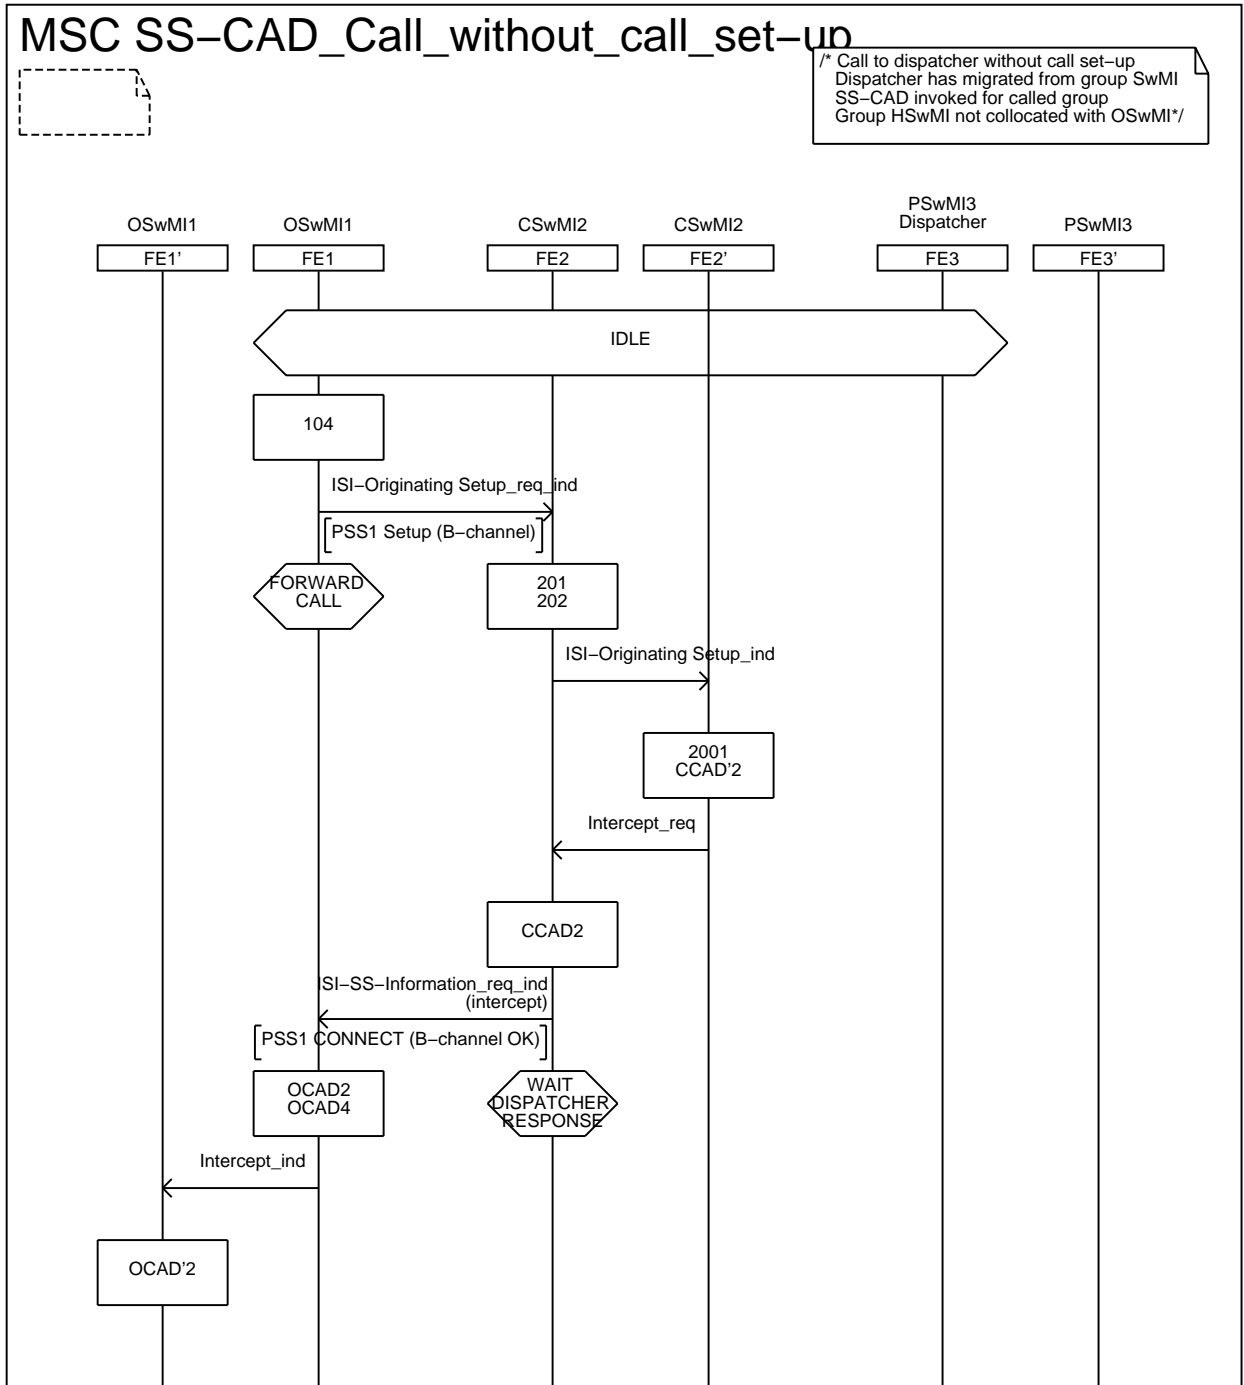 MSC SS−CAD_Call_without_call_set−up
/* Call to dispatcher without call set−up
Dispatcher has migrated from group SwMI
SS−CAD invoked for called group
Group HSwMI not collocated with OSwMI*/
OSwMI1
OSwMI1
CSwMI2
CSwMI2
PSwMI3
Dispatcher
PSwMI3
FE1'
FE1
FE2
FE2'
FE3
FE3'
IDLE
104
ISI−Originating Setup_req_ind
PSS1 Setup (B−channel)
FORWARD
CALL
201
202
ISI−Originating Setup_ind
2001
CCAD'2
Intercept_req
CCAD2
ISI−SS−Information_req_ind
(intercept)
PSS1 CONNECT (B−channel OK)
OCAD2
OCAD4
WAIT
DISPATCHER
RESPONSE
Intercept_ind
OCAD'2